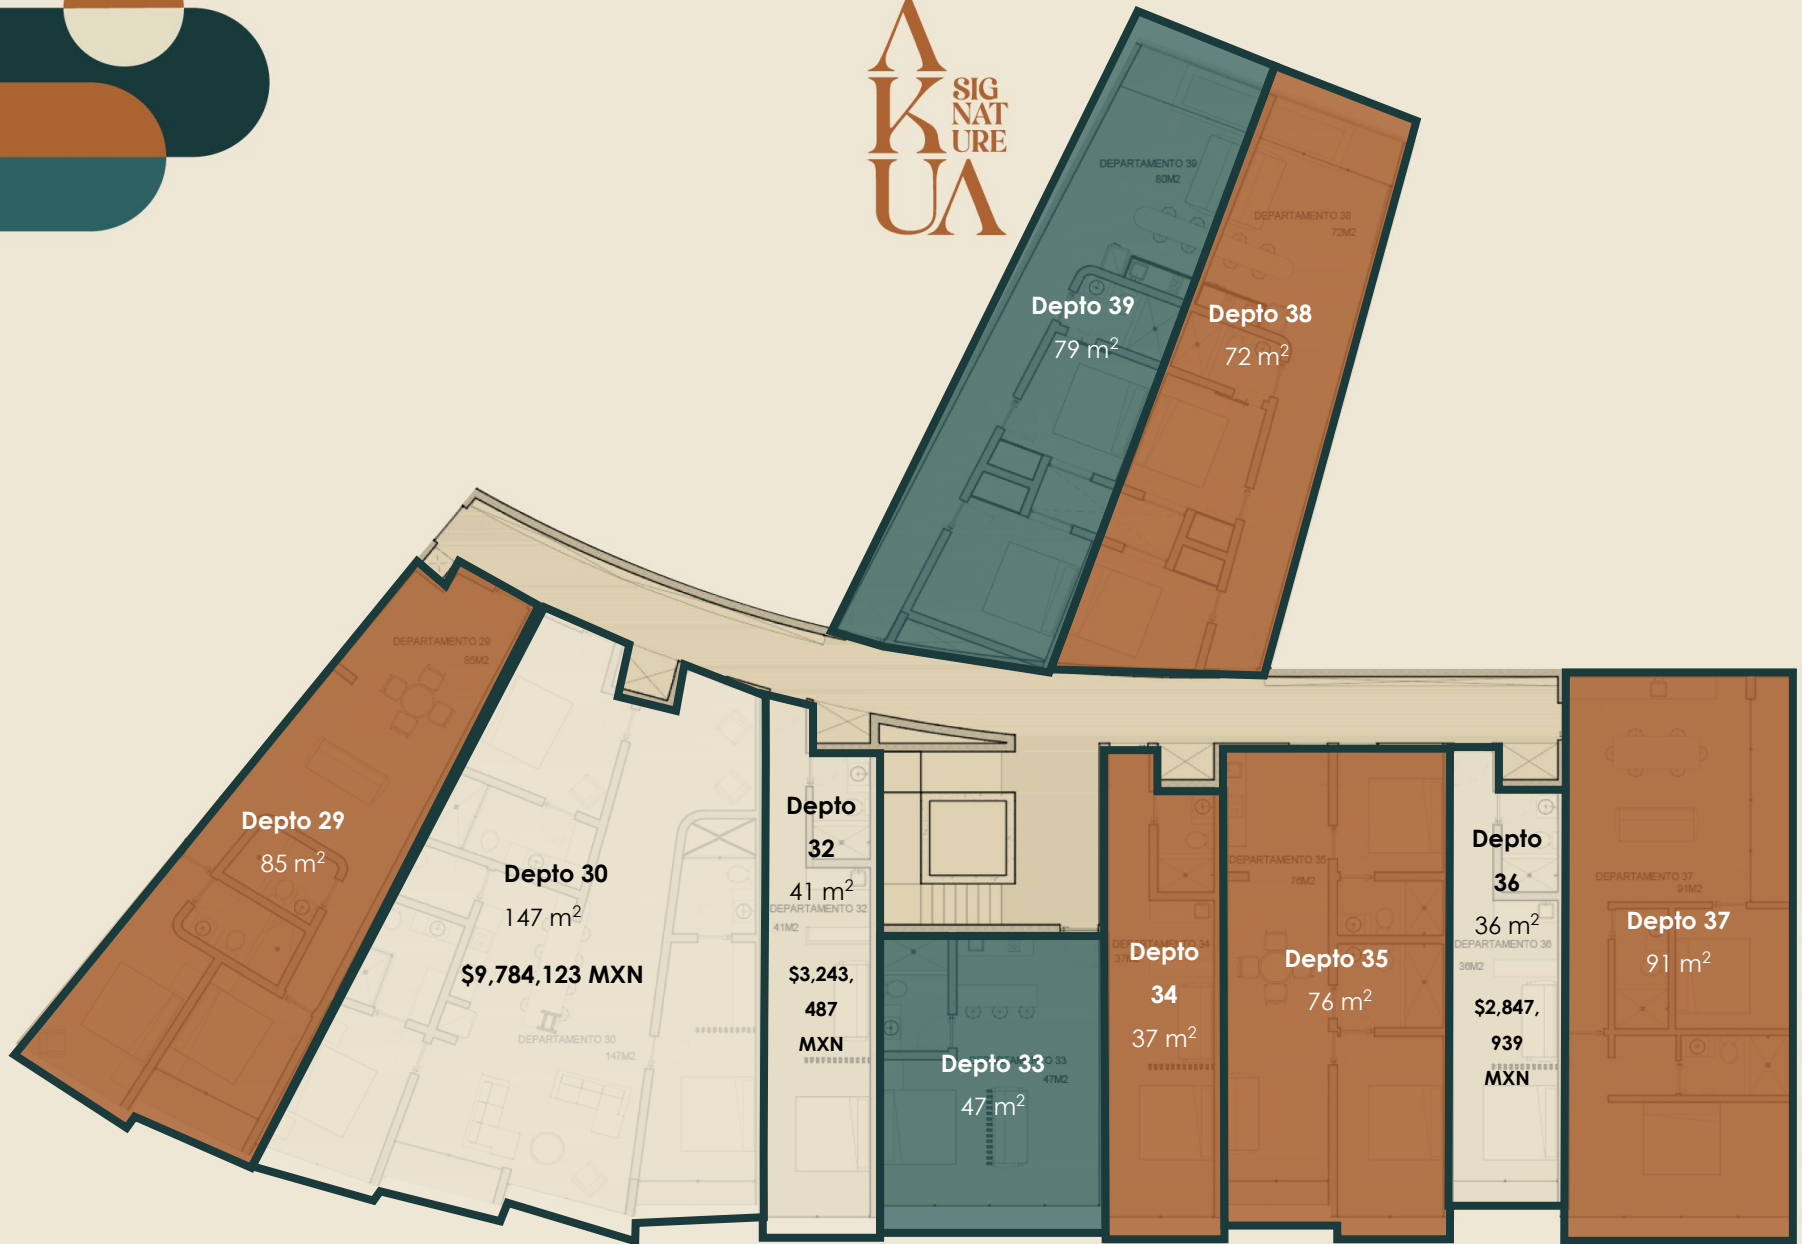 AKUA
SIG
NAT
URE
DEPARTAMENTO 39
80M2
Depto 39
79 m²
DEPARTAMENTO 38
72M2
Depto 38
72 m²
DEPARTAMENTO 29
85M2
Depto 29
85 m²
Depto 30
147 m²
$9,784,123 MXN
DEPARTAMENTO 30
147M2
Depto
32
41 m²
DEPARTAMENTO 32
41M2
$3,243,
487
MXN
Depto 33
47M2
47 m²
DEPARTAMENTO 34
Depto
34
37 m²
DEPARTAMENTO 35
76M2
Depto 35
76 m²
Depto
36
36 m²
DEPARTAMENTO 36
36M2
$2,847,
939
MXN
DEPARTAMENTO 37
91M2
Depto 37
91 m²